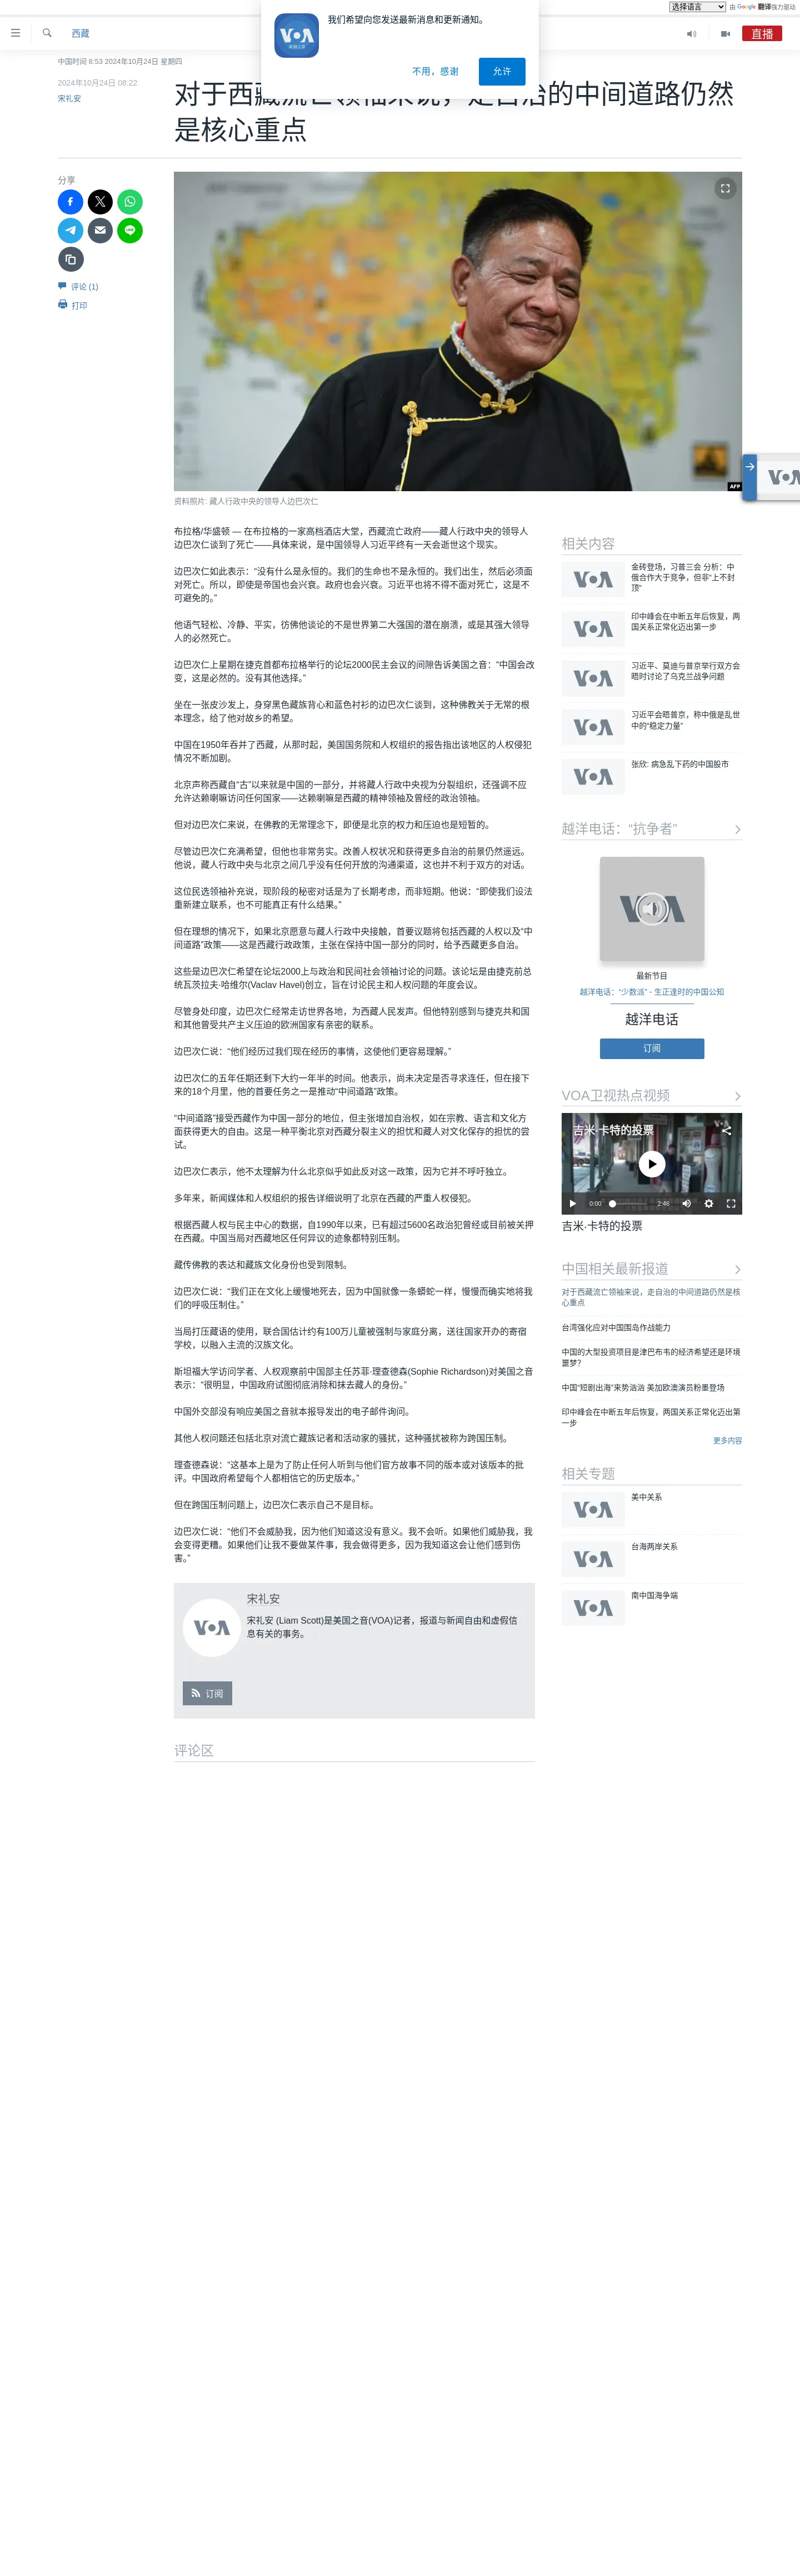 选择语言 由 Google 翻译强力驱动
我们希望向您发送最新消息和更新通知。
VOA
美国之音
不用，感谢
允许
西藏
直播
中国时间 8:53 2024年10月24日 星期四
2024年10月24日 08:22
宋礼安
对于西藏流亡领袖来说，走自治的中间道路仍然
是核心重点
分享
评论 (1)
打印
AFP
资料照片: 藏人行政中央的领导人边巴次仁
布拉格/华盛顿 — 在布拉格的一家高档酒店大堂，西藏流亡政府——藏人行政中央的领导人
边巴次仁谈到了死亡——具体来说，是中国领导人习近平终有一天会逝世这个现实。
边巴次仁如此表示：“没有什么是永恒的。我们的生命也不是永恒的。我们出生，然后必须面
对死亡。所以，即使是帝国也会兴衰。政府也会兴衰。习近平也将不得不面对死亡，这是不
可避免的。”
他语气轻松、冷静、平实，彷佛他谈论的不是世界第二大强国的潜在崩溃，或是其强大领导
人的必然死亡。
边巴次仁上星期在捷克首都布拉格举行的论坛2000民主会议的间隙告诉美国之音：“中国会改
变，这是必然的。没有其他选择。”
坐在一张皮沙发上，身穿黑色藏族背心和蓝色衬衫的边巴次仁谈到，这种佛教关于无常的根
本理念，给了他对故乡的希望。
中国在1950年吞并了西藏，从那时起，美国国务院和人权组织的报告指出该地区的人权侵犯
情况不断加剧。
北京声称西藏自“古”以来就是中国的一部分，并将藏人行政中央视为分裂组织，还强调不应
允许达赖喇嘛访问任何国家——达赖喇嘛是西藏的精神领袖及曾经的政治领袖。
但对边巴次仁来说，在佛教的无常理念下，即便是北京的权力和压迫也是短暂的。
尽管边巴次仁充满希望，但他也非常务实。改善人权状况和获得更多自治的前景仍然遥远。
他说，藏人行政中央与北京之间几乎没有任何开放的沟通渠道，这也并不利于双方的对话。
这位民选领袖补充说，现阶段的秘密对话是为了长期考虑，而非短期。他说：“即使我们设法
重新建立联系，也不可能真正有什么结果。”
但在理想的情况下，如果北京愿意与藏人行政中央接触，首要议题将包括西藏的人权以及“中
间道路”政策——这是西藏行政政策，主张在保持中国一部分的同时，给予西藏更多自治。
这些是边巴次仁希望在论坛2000上与政治和民间社会领袖讨论的问题。该论坛是由捷克前总
统瓦茨拉夫·哈维尔(Vaclav Havel)创立，旨在讨论民主和人权问题的年度会议。
尽管身处印度，边巴次仁经常走访世界各地，为西藏人民发声。但他特别感到与捷克共和国
和其他曾受共产主义压迫的欧洲国家有亲密的联系。
边巴次仁说：“他们经历过我们现在经历的事情，这使他们更容易理解。”
边巴次仁的五年任期还剩下大约一年半的时间。他表示，尚未决定是否寻求连任，但在接下
来的18个月里，他的首要任务之一是推动“中间道路”政策。
“中间道路”接受西藏作为中国一部分的地位，但主张增加自治权，如在宗教、语言和文化方
面获得更大的自由。这是一种平衡北京对西藏分裂主义的担忧和藏人对文化保存的担忧的尝
试。
边巴次仁表示，他不太理解为什么北京似乎如此反对这一政策，因为它并不呼吁独立。
多年来，新闻媒体和人权组织的报告详细说明了北京在西藏的严重人权侵犯。
根据西藏人权与民主中心的数据，自1990年以来，已有超过5600名政治犯曾经或目前被关押
在西藏。中国当局对西藏地区任何异议的迹象都特别压制。
藏传佛教的表达和藏族文化身份也受到限制。
边巴次仁说：“我们正在文化上缓慢地死去，因为中国就像一条蟒蛇一样，慢慢而确实地将我
们的呼吸压制住。”
当局打压藏语的使用，联合国估计约有100万儿童被强制与家庭分离，送往国家开办的寄宿
学校，以融入主流的汉族文化。
斯坦福大学访问学者、人权观察前中国部主任苏菲·理查德森(Sophie Richardson)对美国之音
表示：“很明显，中国政府试图彻底消除和抹去藏人的身份。”
中国外交部没有响应美国之音就本报导发出的电子邮件询问。
其他人权问题还包括北京对流亡藏族记者和活动家的骚扰，这种骚扰被称为跨国压制。
理查德森说：“这基本上是为了防止任何人听到与他们官方故事不同的版本或对该版本的批
评。中国政府希望每个人都相信它的历史版本。”
但在跨国压制问题上，边巴次仁表示自己不是目标。
边巴次仁说：“他们不会威胁我，因为他们知道这没有意义。我不会听。如果他们威胁我，我
会变得更糟。如果他们让我不要做某件事，我会做得更多，因为我知道这会让他们感到伤
害。”
VOA
宋礼安
宋礼安 (Liam Scott)是美国之音(VOA)记者，报道与新闻自由和虚假信
息有关的事务。
订阅
评论区
相关内容
VOA
金砖登场，习普三会 分析：中
俄合作大于竞争，但非“上不封
顶”
VOA
印中峰会在中断五年后恢复，两
国关系正常化迈出第一步
VOA
习近平、莫迪与普京举行双方会
晤时讨论了乌克兰战争问题
VOA
习近平会晤普京，称中俄是乱世
中的“稳定力量”
VOA
张欣: 病急乱下药的中国股市
越洋电话：“抗争者”
最新节目
越洋电话：“少数派” - 生正逢时的中国公知
越洋电话
订阅
VOA卫视热点视频
吉米·卡特的投票
0:00
2:46
吉米·卡特的投票
中国相关最新报道
对于西藏流亡领袖来说，走自治的中间道路仍然是核
心重点
台湾强化应对中国围岛作战能力
中国的大型投资项目是津巴布韦的经济希望还是环境
噩梦？
中国“短剧出海”来势汹汹 美加欧澳演员粉墨登场
印中峰会在中断五年后恢复，两国关系正常化迈出第
一步
更多内容
相关专题
VOA
美中关系
VOA
台海两岸关系
VOA
南中国海争端